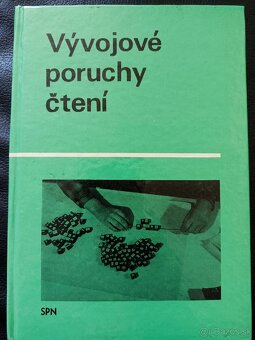 Vývojové
poruchy
čtení
SPN